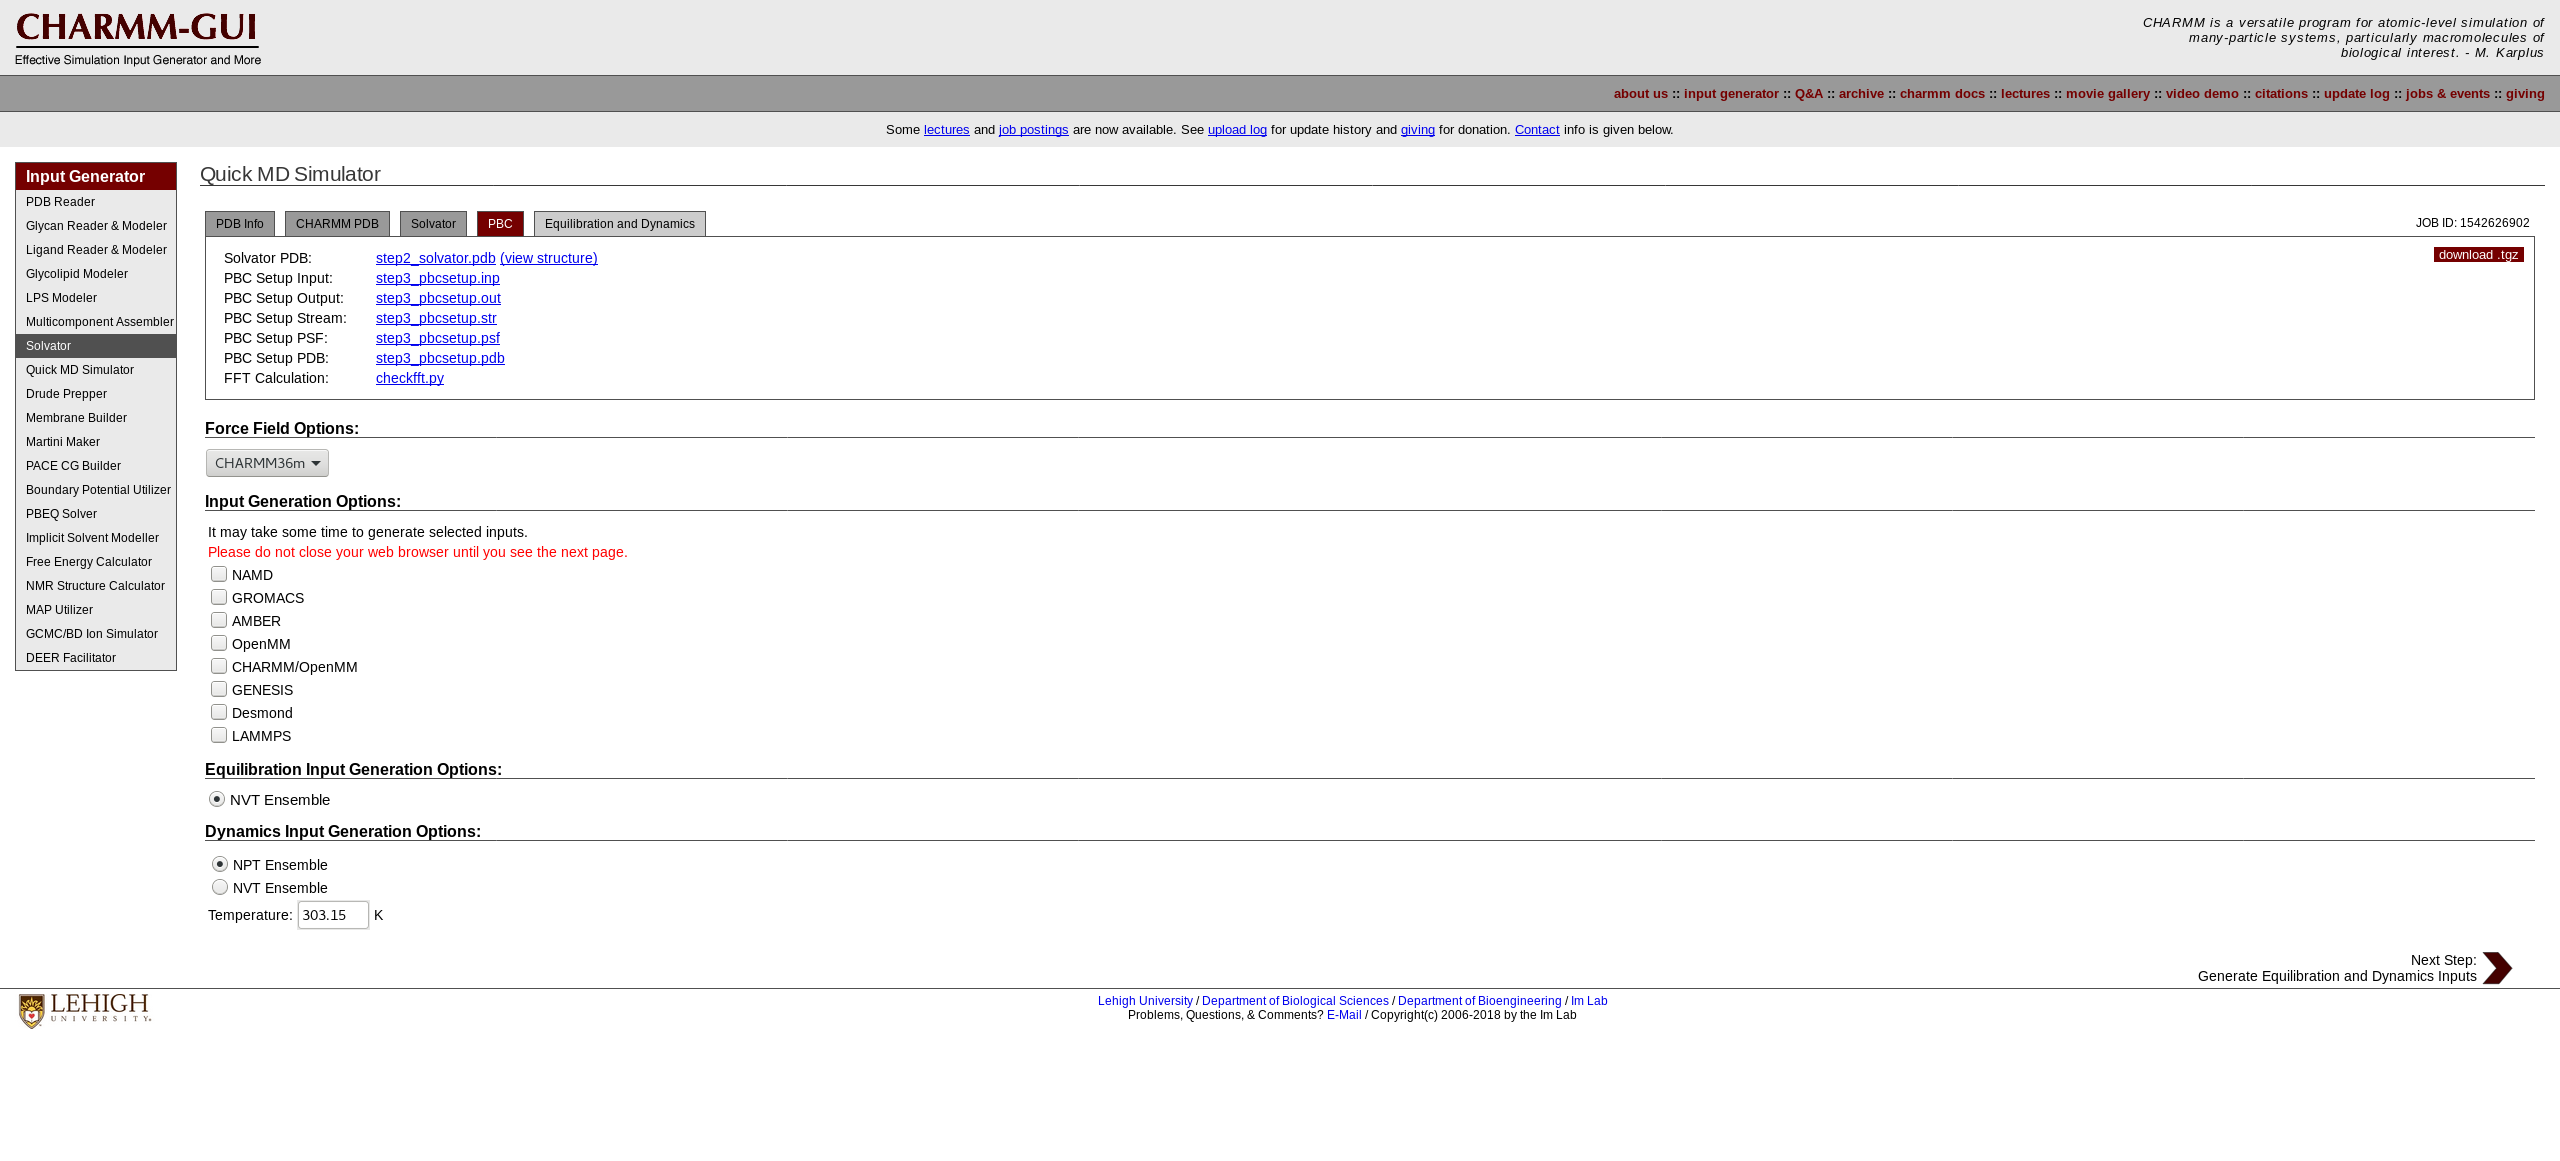 CHARMM-GUI
Effective Simulation Input Generator and More
CHARMM is a versatile program for atomic-level simulation of
many-particle systems, particularly macromolecules of
biological interest. - M. Karplus
about us :: input generator :: Q&A :: archive :: charmm docs :: lectures :: movie gallery :: video demo :: citations :: update log :: jobs & events :: giving
Some lectures and job postings are now available. See upload log for update history and giving for donation. Contact info is given below.
Input Generator
PDB Reader
Glycan Reader & Modeler
Ligand Reader & Modeler
Glycolipid Modeler
LPS Modeler
Multicomponent Assembler
Solvator
Quick MD Simulator
Drude Prepper
Membrane Builder
Martini Maker
PACE CG Builder
Boundary Potential Utilizer
PBEQ Solver
Implicit Solvent Modeller
Free Energy Calculator
NMR Structure Calculator
MAP Utilizer
GCMC/BD Ion Simulator
DEER Facilitator
Quick MD Simulator
PDB Info CHARMM PDB Solvator PBC Equilibration and Dynamics JOB ID: 1542626902
download .tgz
Solvator PDB: step2_solvator.pdb (view structure)
PBC Setup Input: step3_pbcsetup.inp
PBC Setup Output: step3_pbcsetup.out
PBC Setup Stream: step3_pbcsetup.str
PBC Setup PSF: step3_pbcsetup.psf
PBC Setup PDB: step3_pbcsetup.pdb
FFT Calculation: checkfft.py
Force Field Options:
CHARMM36m
Input Generation Options:
It may take some time to generate selected inputs.
Please do not close your web browser until you see the next page.
NAMD
GROMACS
AMBER
OpenMM
CHARMM/OpenMM
GENESIS
Desmond
LAMMPS
Equilibration Input Generation Options:
NVT Ensemble
Dynamics Input Generation Options:
NPT Ensemble
NVT Ensemble
Temperature: 303.15 K
Next Step:
Generate Equilibration and Dynamics Inputs
LEHIGH
UNIVERSITY.
Lehigh University / Department of Biological Sciences / Department of Bioengineering / Im Lab
Problems, Questions, & Comments? E-Mail / Copyright(c) 2006-2018 by the Im Lab